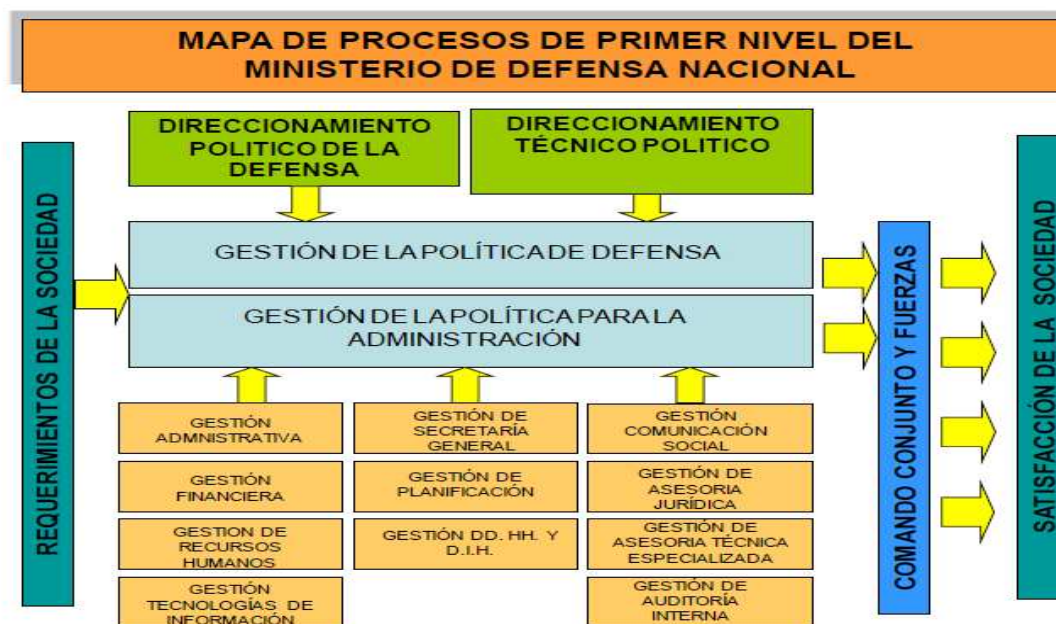 MAPA DE PROCESOS DE PRIMER NIVEL DEL
MINISTERIO DE DEFENSA NACIONAL
DIRECCIONAMIENTO
POLITICO DE LA
DEFENSA
DIRECCIONAMIENTO
TÉCNICO POLITICO
REQUERIMIENTOS DE LA SOCIEDAD
GESTIÓN DE LA POLÍTICA DE DEFENSA
GESTIÓN DE LA POLÍTICA PARA LA
ADMINISTRACIÓN
COMANDO CONJUNTO Y FUERZAS
SATISFACCIÓN DE LA SOCIEDAD
GESTIÓN
ADMNISTRATIVA
GESTIÓN
FINANCIERA
GESTION DE
RECURSOS
HUMANOS
GESTIÓN
TECNOLOGÍAS DE
INFORMACIÓN
GESTIÓN DE
SECRETARÍA
GENERAL
GESTIÓN DE
PLANIFICACIÓN
GESTIÓN DD. HH. Y
D.I.H.
GESTIÓN
COMUNICACIÓN
SOCIAL
GESTIÓN DE
ASESORIA
JURÍDICA
GESTIÓN DE
ASESORIA TÉCNICA
ESPECIALIZADA
GESTIÓN DE
AUDITORÍA
INTERNA